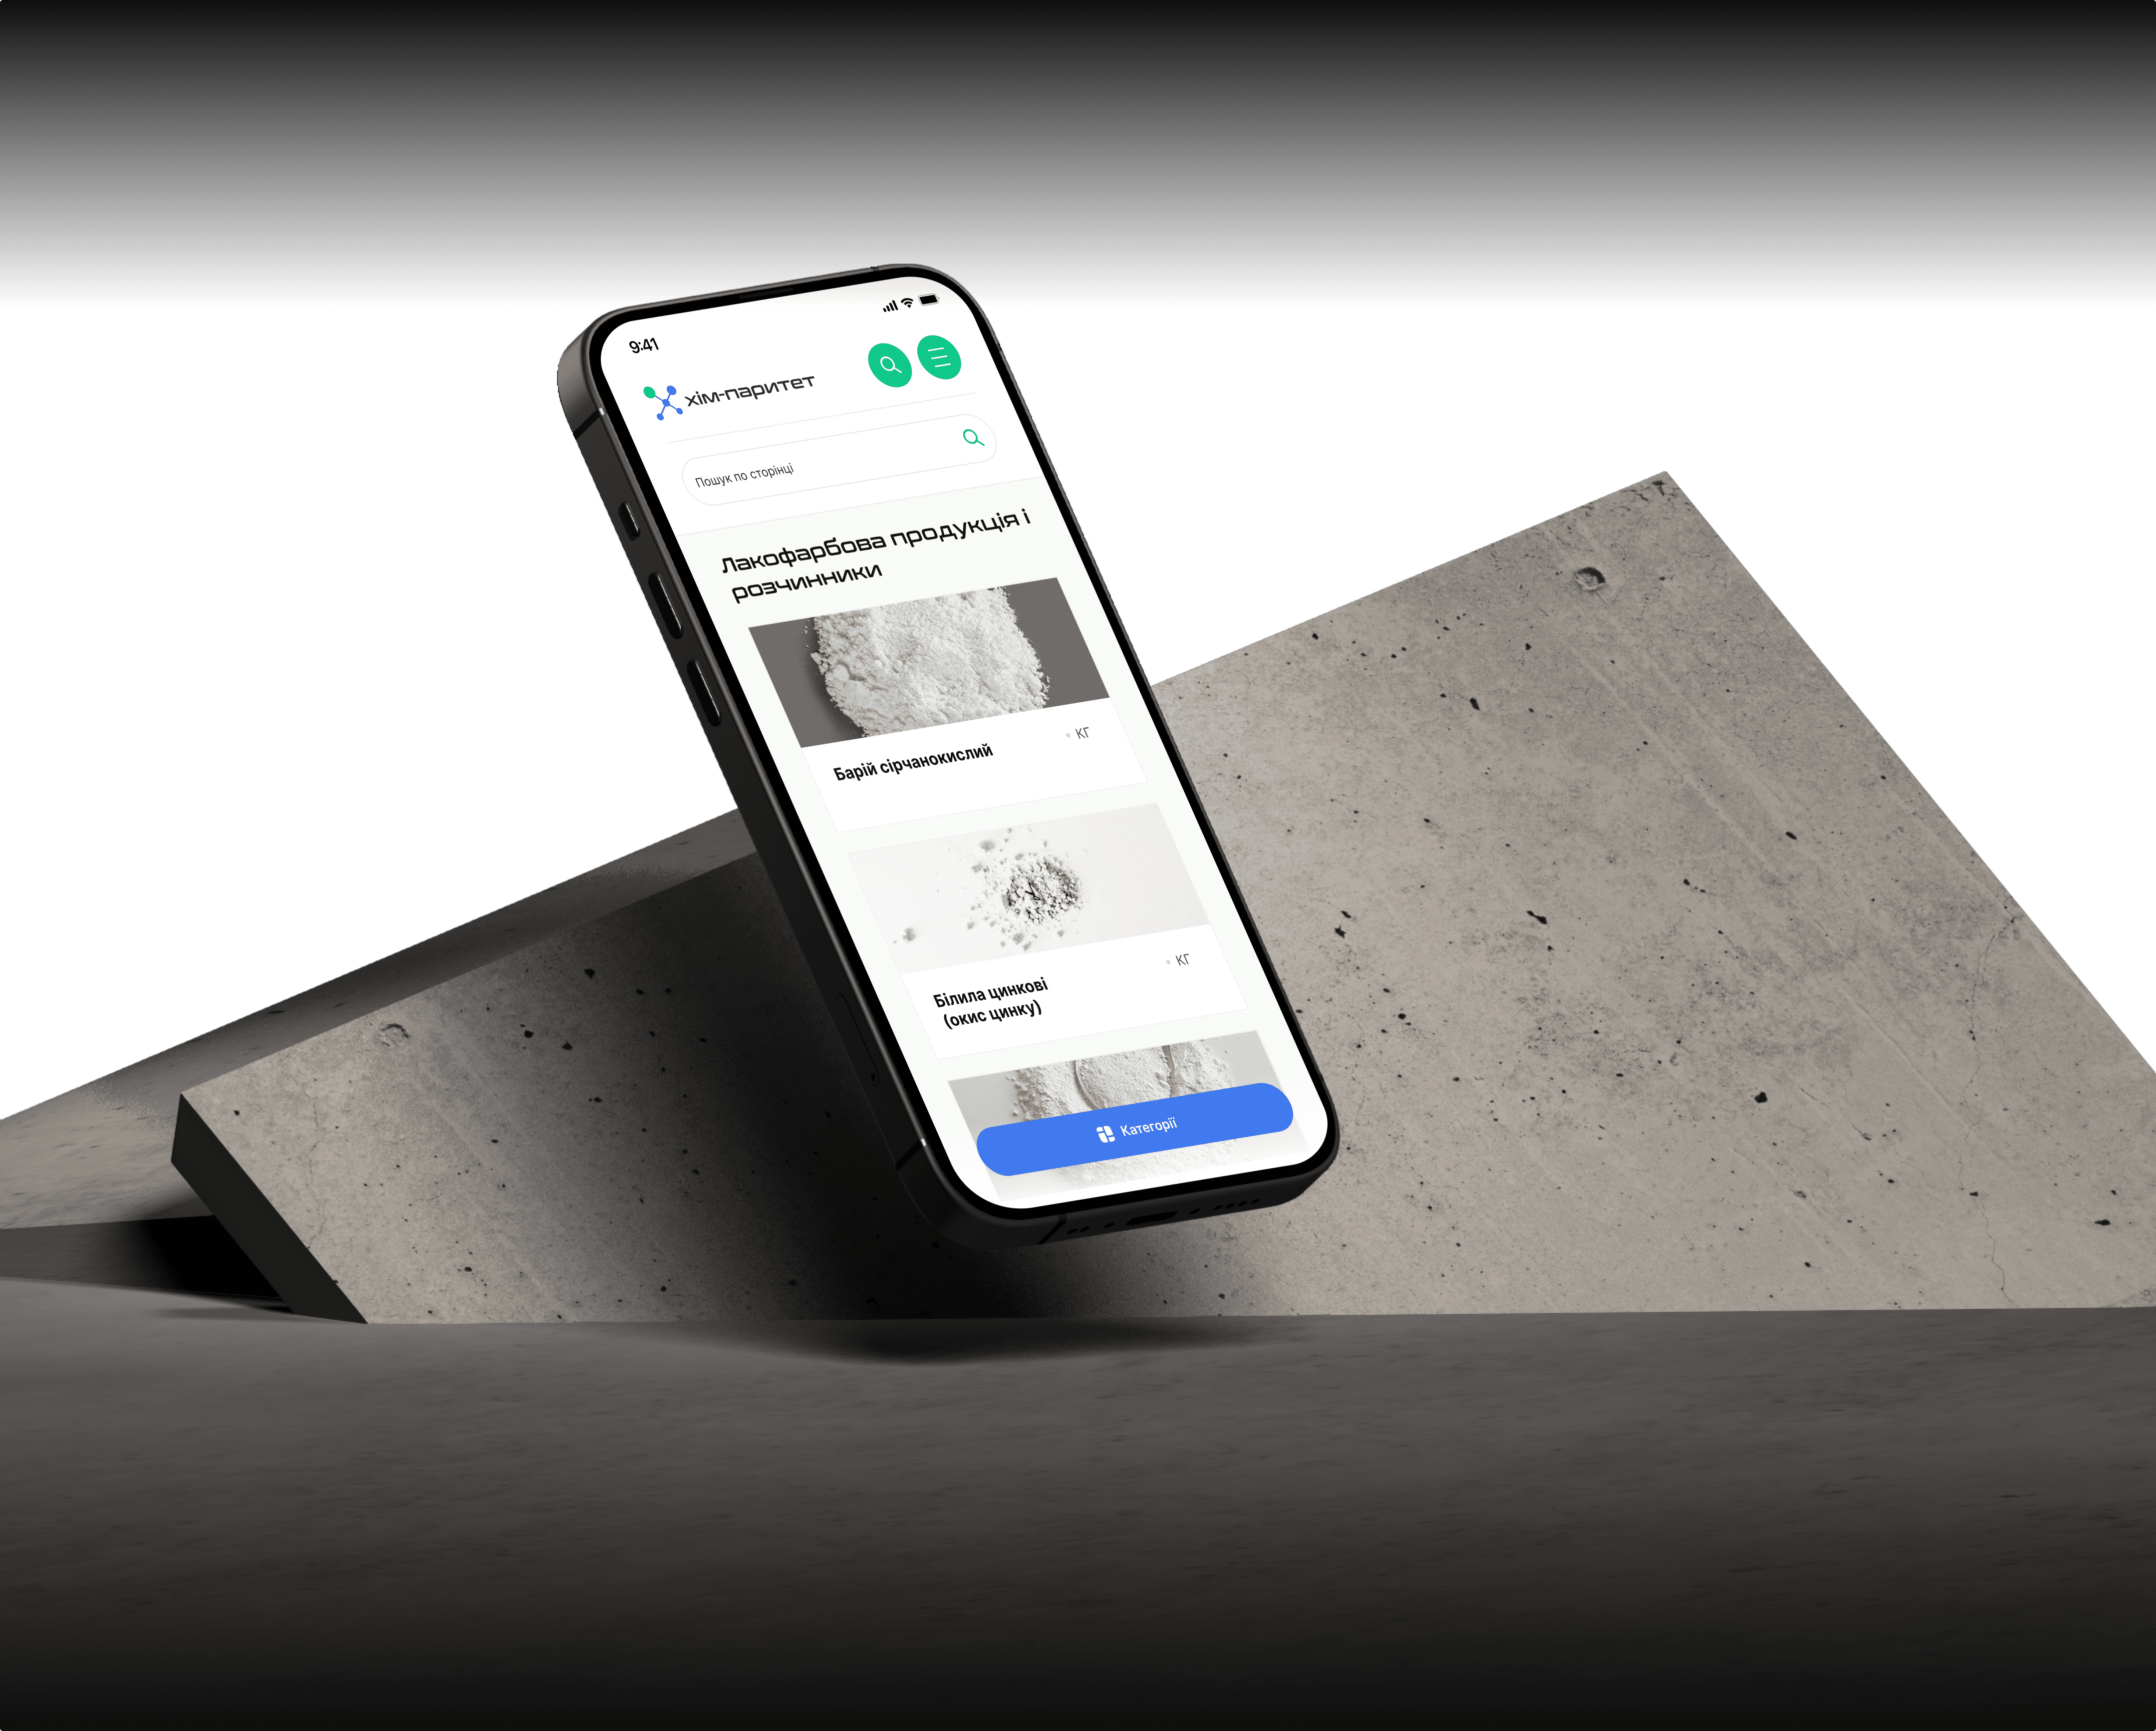 9:41
хім-паритет
Пошук по сторінці
Лакофарбова продукція і
розчинники
Барій сірчанокислий
КГ
Білила цинкові
(окис цинку)
КГ
Категорії